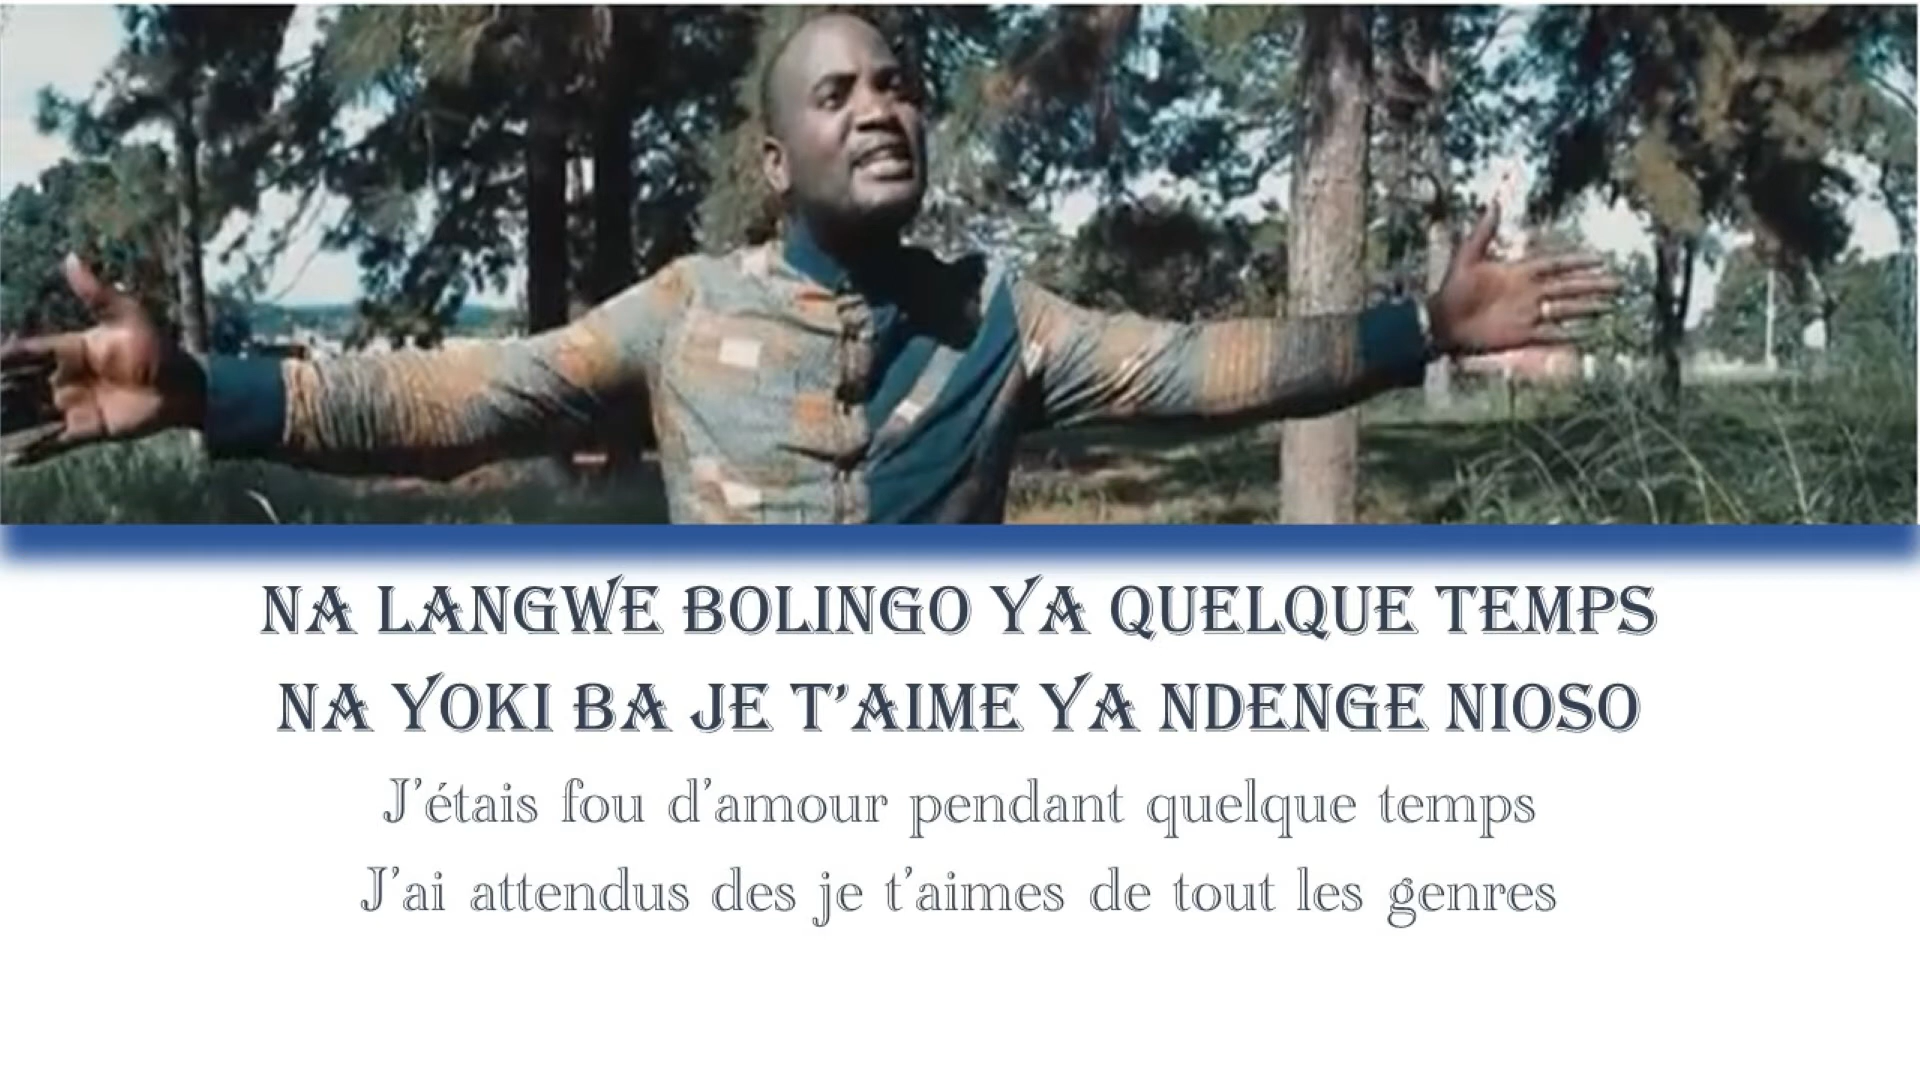 NA LANGWE BOLINGO YA QUELQUE TEMPS
NA YOKI BA JE T'AIME YA NDENGE NIOSO
J'étais fou d'amour pendant quelque temps
J'ai attendus des je t'aimes de tout les genres